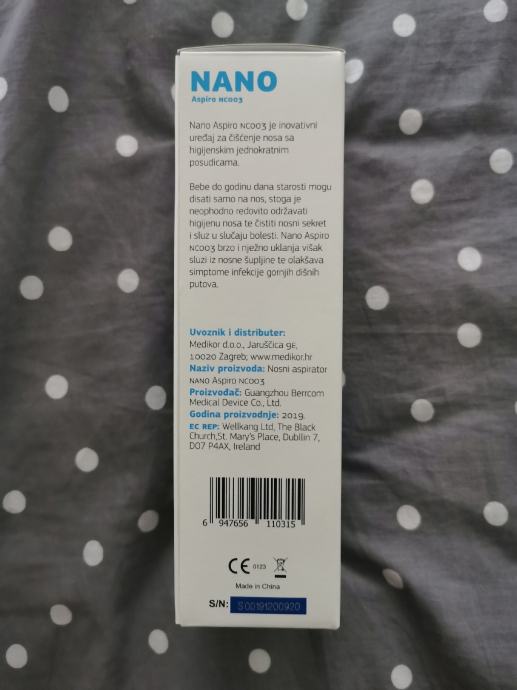 NANO
Aspiro NC003
Nano Aspiro NC003 je inovativni
uređaj za čišćenje nosa sa
higijenskim jednokratnim
posudicama.
Bebe do godinu dana starosti mogu
disati samo na nos, stoga je
neophodno redovito održavati
higijenu nosa te čistiti nosni sekret
i sluz u slučaju bolesti. Nano Aspiro
NC003 brzo i nježno uklanja višak
sluzi iz nosne šupljine te olakšava
simptome infekcije gornjih dišnih
putova.
Uvoznik i distributer:
Medikor d.o.o., Jaruščica 9E,
10020 Zagreb; www.medikor.hr
Naziv proizvoda: Nosni aspirator
NANO Aspiro NC003
Proizvođač: Guangzhou Berrcom
Medical Device Co., Ltd.
Godina proizvodnje: 2019.
EC REP: Wellkang Ltd, The Black
Church,St. Mary's Place, Dubllin 7,
D07 P4AX, Ireland
6 947656 110315
CE 0123
Made in China
S/N: S00191200920